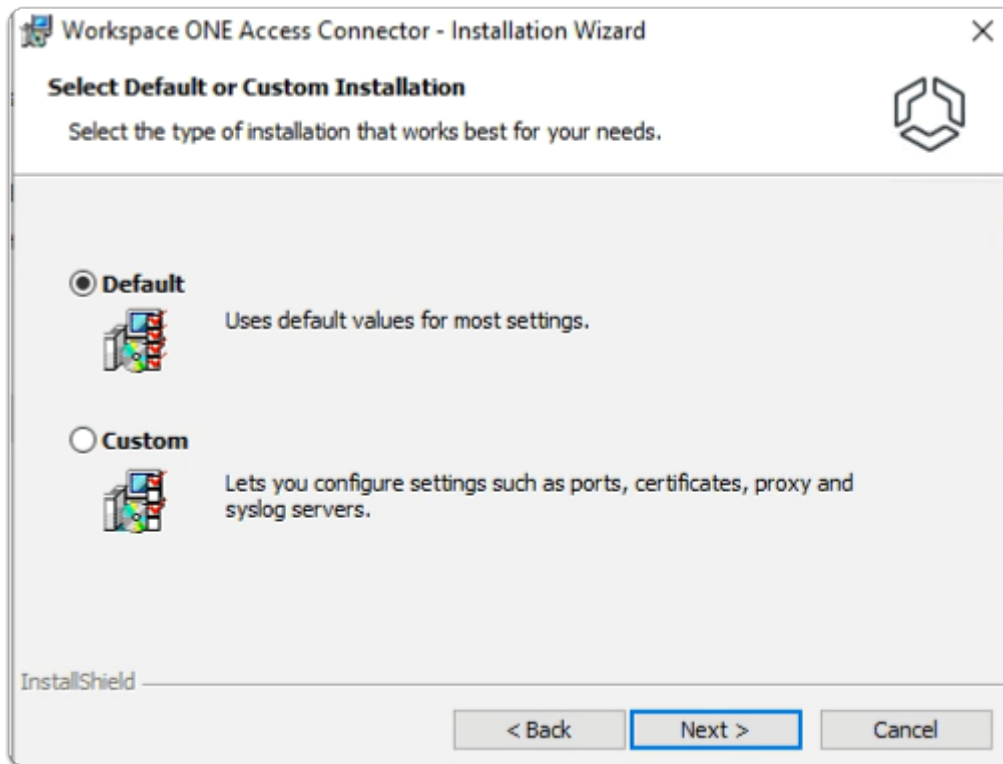 Workspace ONE Access Connector - Installation Wizard
Select Default or Custom Installation
Select the type of installation that works best for your needs.
Default
Uses default values for most settings.
Custom
Lets you configure settings such as ports, certificates, proxy and
syslog servers.
InstallShield
< Back
Next >
Cancel